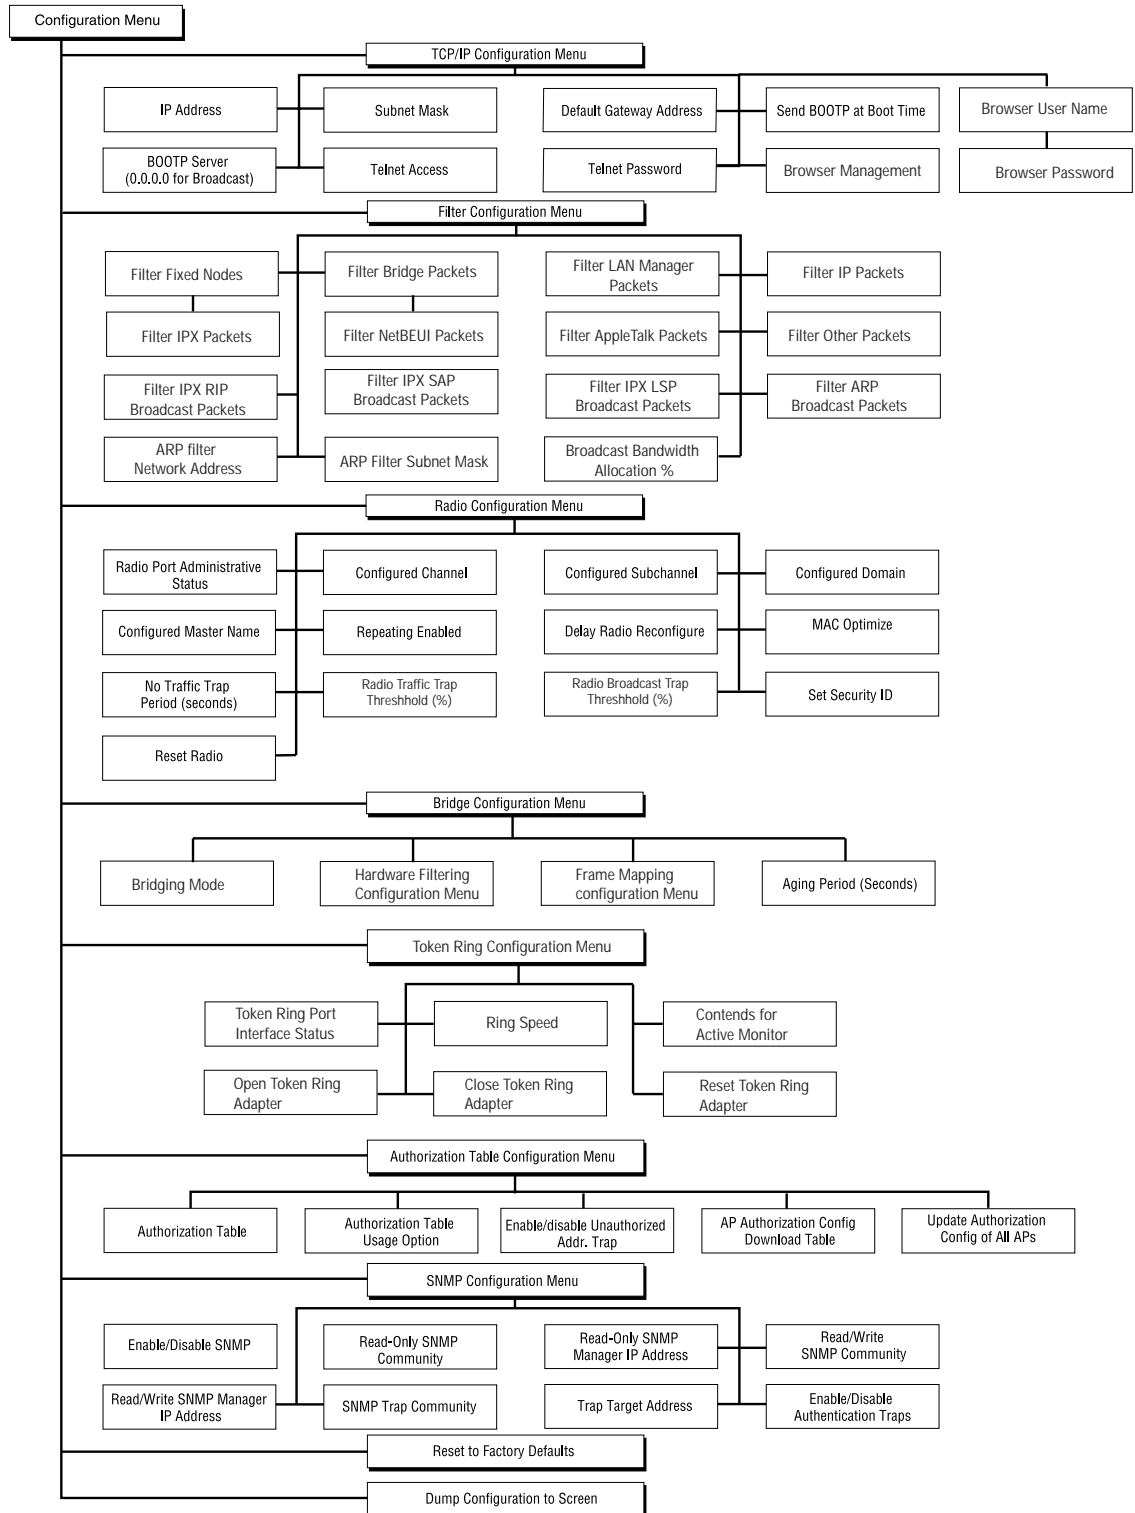 Configuration Menu
TCP/IP Configuration Menu
IP Address
Subnet Mask
Default Gateway Address
Send BOOTP at Boot Time
Browser User Name
BOOTP Server
(0.0.0.0 for Broadcast)
Telnet Access
Telnet Password
Browser Management
Browser Password
Filter Configuration Menu
Filter Fixed Nodes
Filter Bridge Packets
Filter LAN Manager
Packets
Filter IP Packets
Filter IPX Packets
Filter NetBEUI Packets
Filter AppleTalk Packets
Filter Other Packets
Filter IPX RIP
Broadcast Packets
Filter IPX SAP
Broadcast Packets
Filter IPX LSP
Broadcast Packets
Filter ARP
Broadcast Packets
ARP filter
Network Address
ARP Filter Subnet Mask
Broadcast Bandwidth
Allocation %
Radio Configuration Menu
Radio Port Administrative
Status
Configured Channel
Configured Subchannel
Configured Domain
Configured Master Name
Repeating Enabled
Delay Radio Reconfigure
MAC Optimize
No Traffic Trap
Period (seconds)
Radio Traffic Trap
Threshhold (%)
Radio Broadcast Trap
Threshhold (%)
Set Security ID
Reset Radio
Bridge Configuration Menu
Bridging Mode
Hardware Filtering
Configuration Menu
Frame Mapping
configuration Menu
Aging Period (Seconds)
Token Ring Configuration Menu
Token Ring Port
Interface Status
Ring Speed
Contends for
Active Monitor
Open Token Ring
Adapter
Close Token Ring
Adapter
Reset Token Ring
Adapter
Authorization Table Configuration Menu
Authorization Table
Authorization Table
Usage Option
Enable/disable Unauthorized
Addr. Trap
AP Authorization Config
Download Table
Update Authorization
Config of All APs
SNMP Configuration Menu
Enable/Disable SNMP
Read-Only SNMP
Community
Read-Only SNMP
Manager IP Address
Read/Write
SNMP Community
Read/Write SNMP Manager
IP Address
SNMP Trap Community
Trap Target Address
Enable/Disable
Authentication Traps
Reset to Factory Defaults
Dump Configuration to Screen